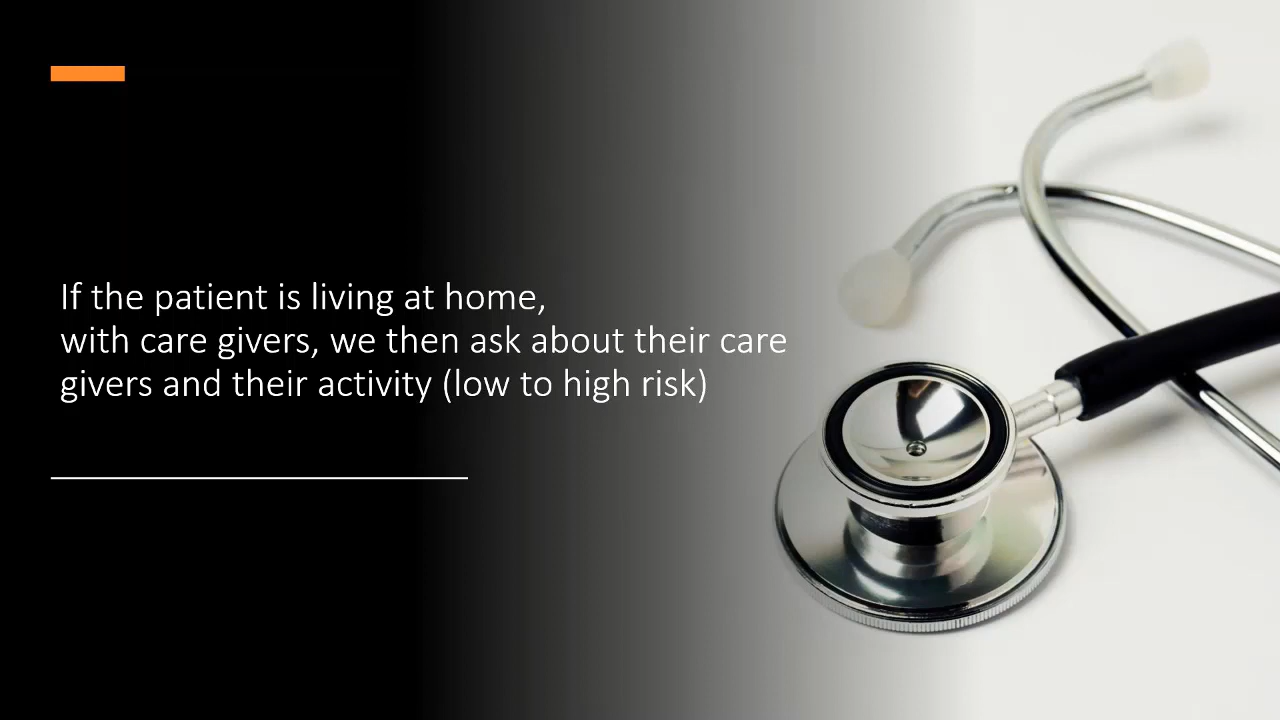 If the patient is living at home,
with care givers, we then ask about their care
givers and their activity (low to high risk)